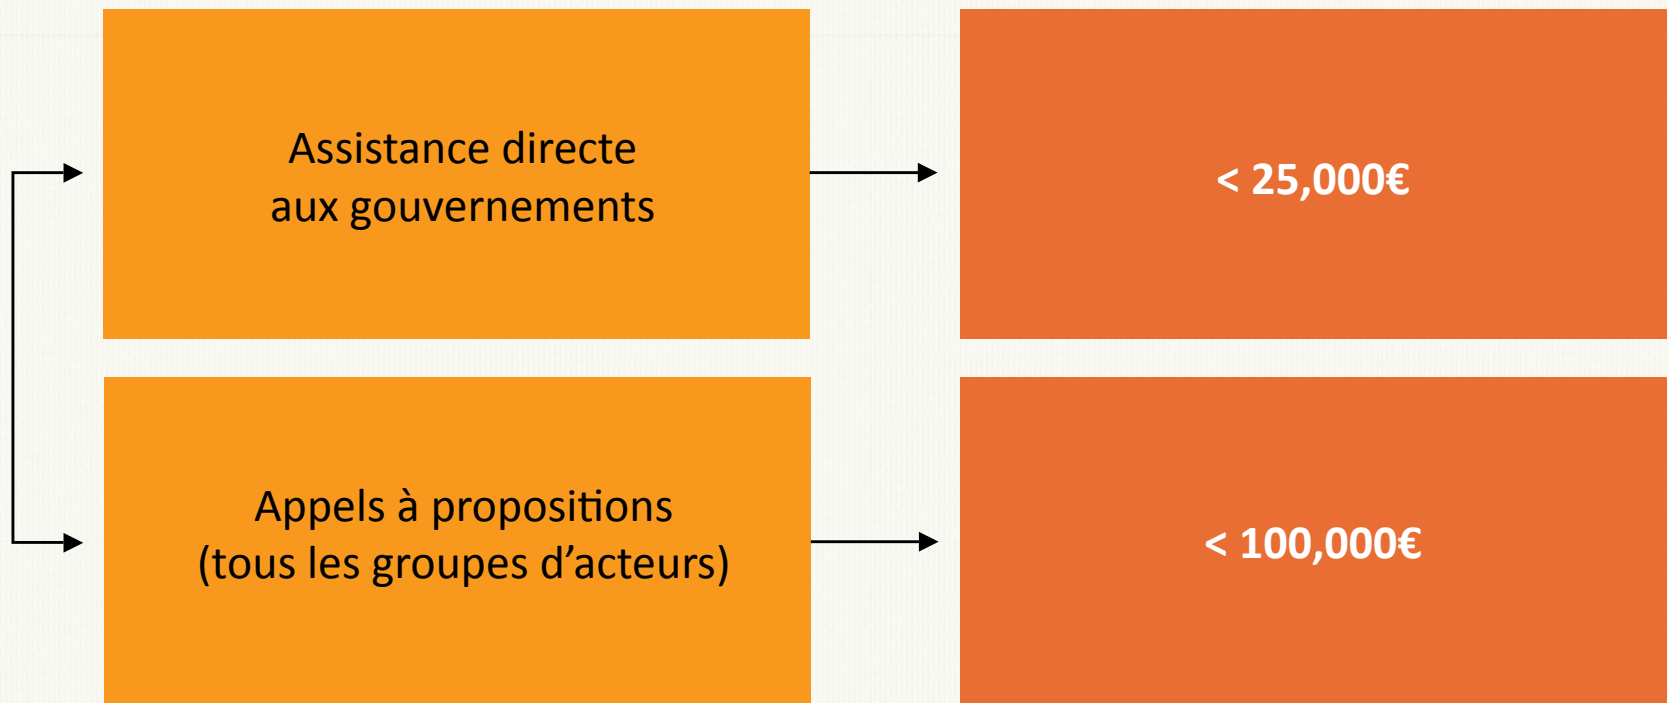 Assistance directe
aux gouvernements
< 25,000€
Appels à propositions
(tous les groupes d’acteurs)
< 100,000€